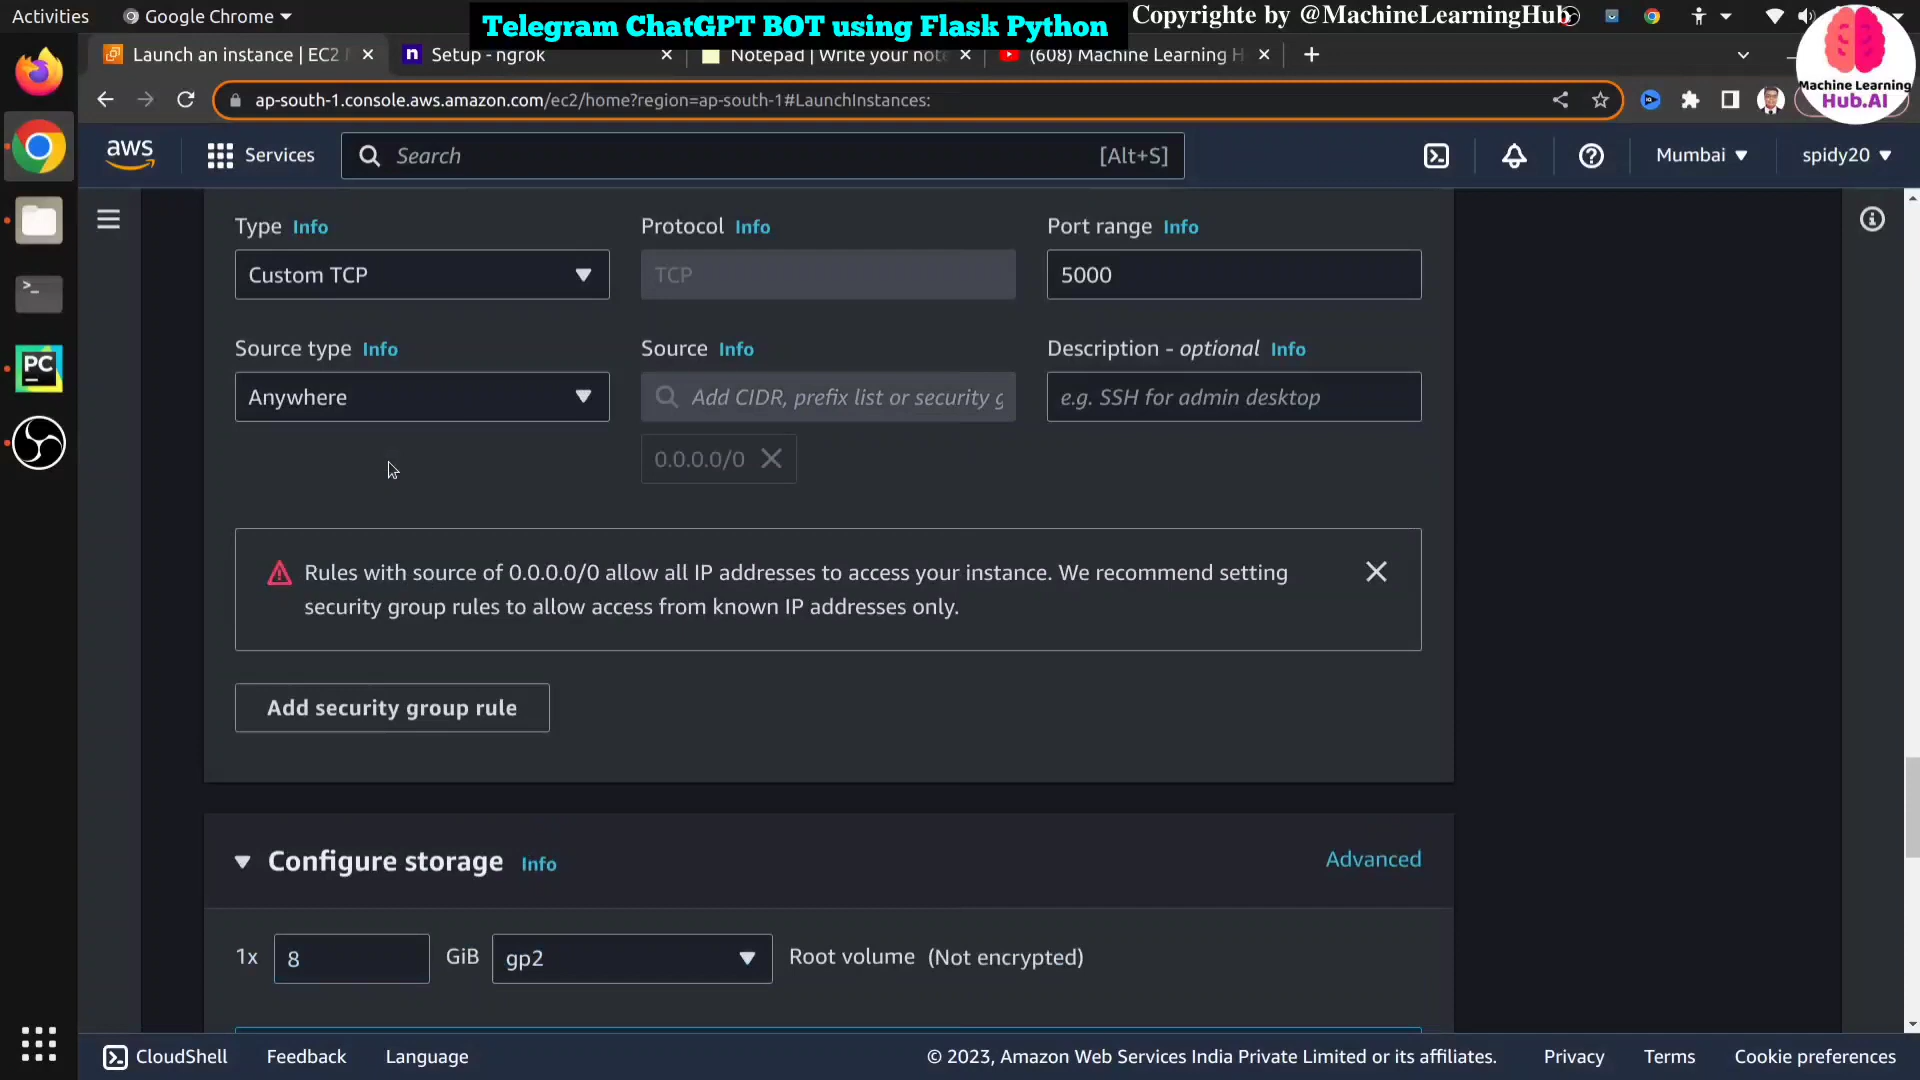 Activities
Google Chrome
Telegram ChatGPT BOT using Flask Python
Copyrighte by @MachineLearningHub
Launch an instance | EC2
Setup - ngrok
Notepad | Write your note
(608) Machine Learning H
ap-south-1.console.aws.amazon.com/ec2/home?region=ap-south-1#LaunchInstances:
Machine Learning
Hub.AI
aws
Services
Search
[Alt+S]
Mumbai
spidy20
Type Info
Protocol Info
Port range Info
Custom TCP
TCP
5000
Source type Info
Source Info
Description - optional Info
Anywhere
Add CIDR, prefix list or security g
e.g. SSH for admin desktop
0.0.0.0/0
Rules with source of 0.0.0.0/0 allow all IP addresses to access your instance. We recommend setting
security group rules to allow access from known IP addresses only.
Add security group rule
Configure storage Info
Advanced
1x 8 GiB gp2 Root volume (Not encrypted)
PC
CloudShell
Feedback
Language
© 2023, Amazon Web Services India Private Limited or its affiliates.
Privacy
Terms
Cookie preferences